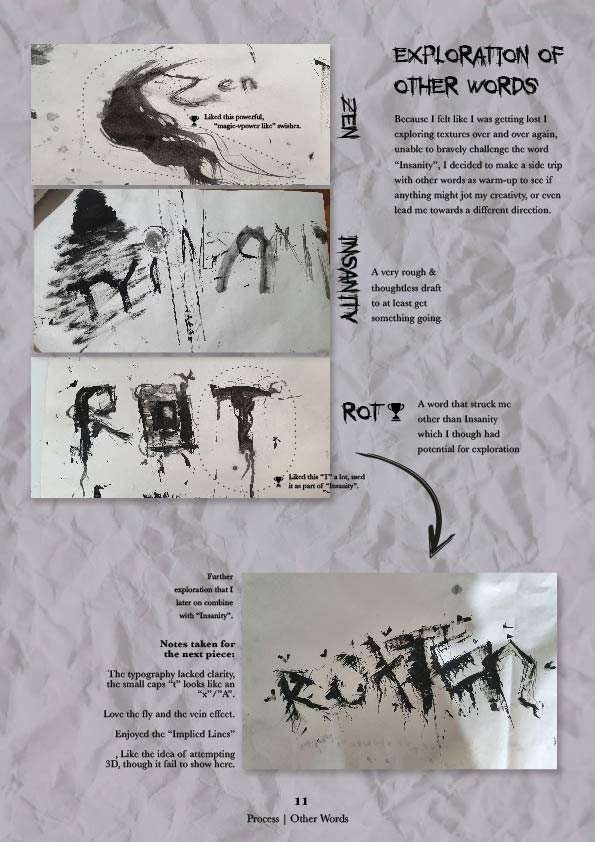 EXPLORATION OF
OTHER WORDS
Because I felt like I was getting lost I
exploring textures over and over again,
unable to bravely challenge the word
"Insanity", I decided to make a side trip
with other words as warm-up to see if
anything might jot my creativty, or even
lead me towards a different direction.
Zen
Liked this powerful,
"magic-vpower like" swishes.
ZEN
INSANITY
A very rough &
thoughtless draft
to at least get
something going.
ROT
Liked this "T" a lot, used
it as part of "Insanity".
ROT
A word that struck me
other than Insanity
which I though had
potential for exploration
Further
exploration that I
later on combine
with "Insanity".
Notes taken for
the next piece:
The typography lacked clarity,
the small caps "t" looks like an
"x"/"A".
Love the fly and the vein effect.
Enjoyed the "Implied Lines"
Like the idea of attempting
3D, though it fail to show here.
ROtTEn
11
Process | Other Words